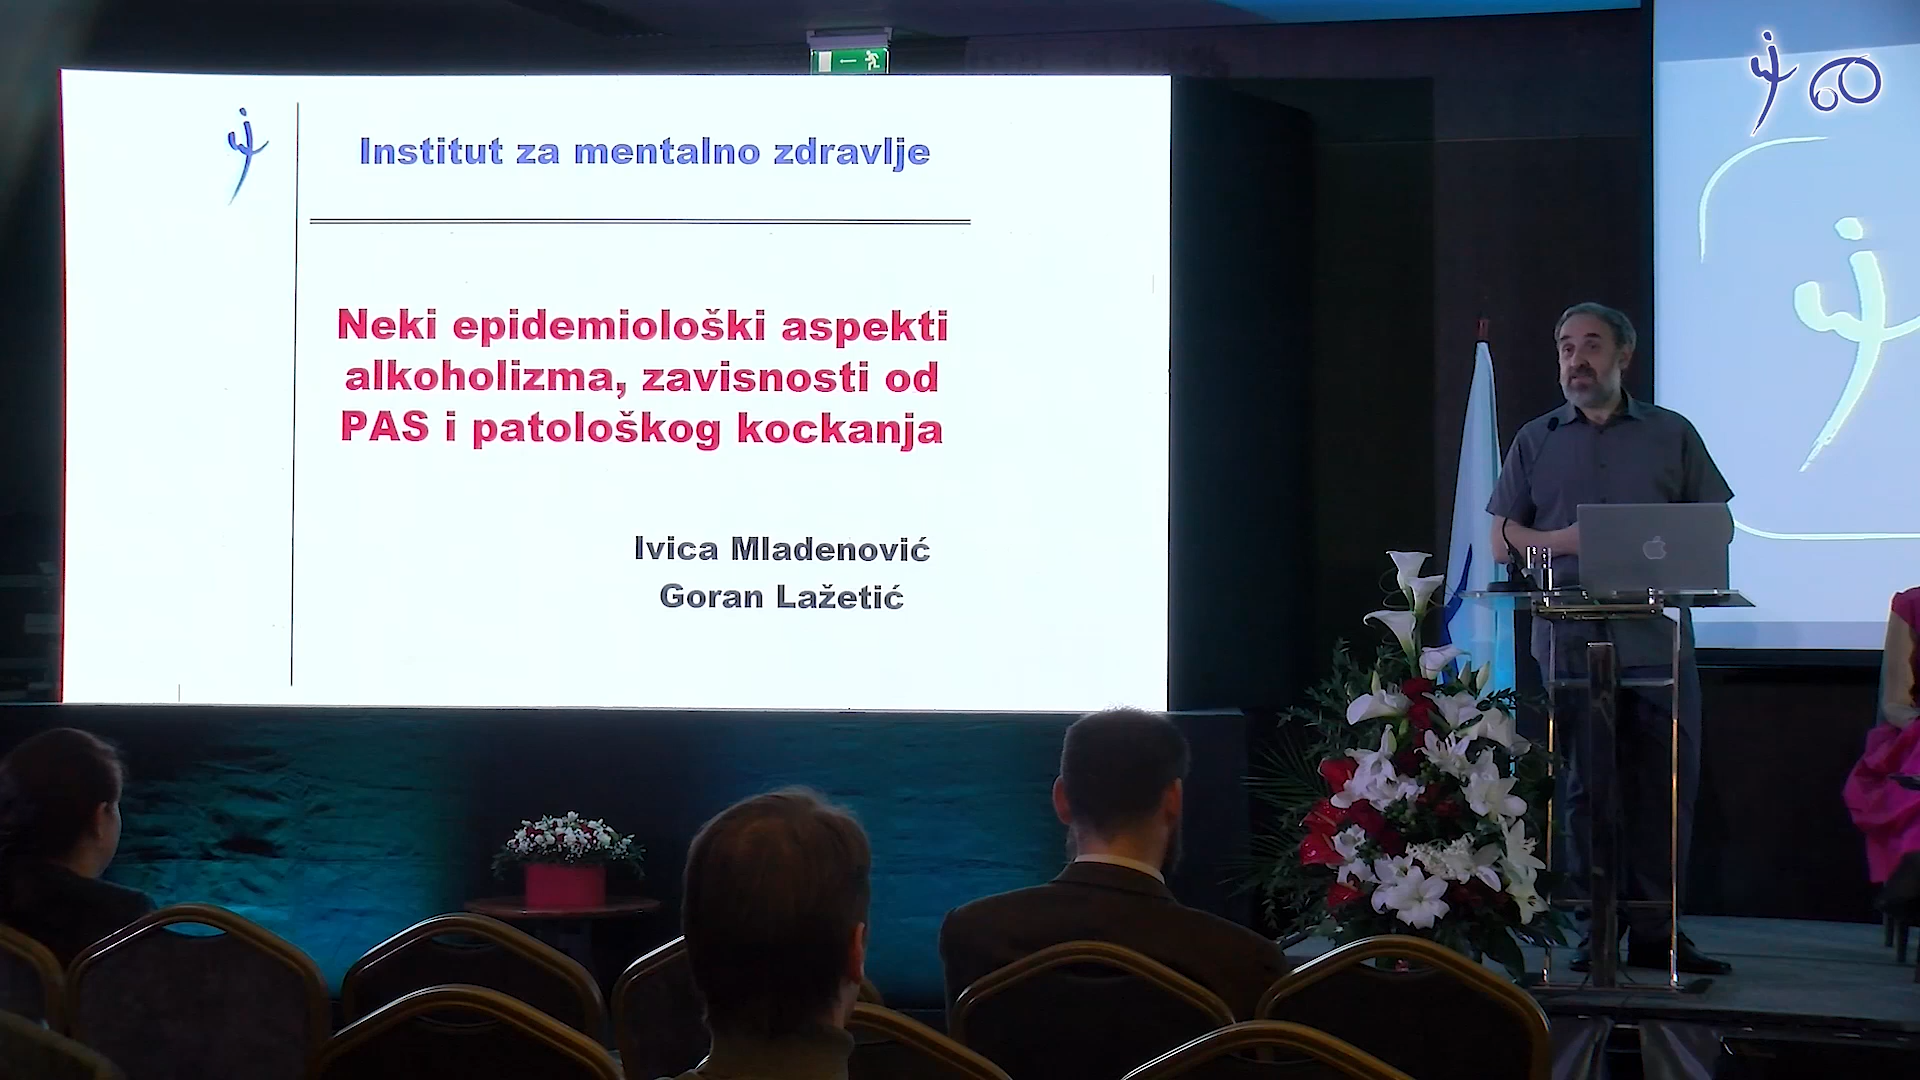 Institut za mentalno zdravlje
Neki epidemiološki aspekti
alkoholizma, zavisnosti od
PAS i patološkog kockanja
Ivica Mladenović
Goran Lažetić
60